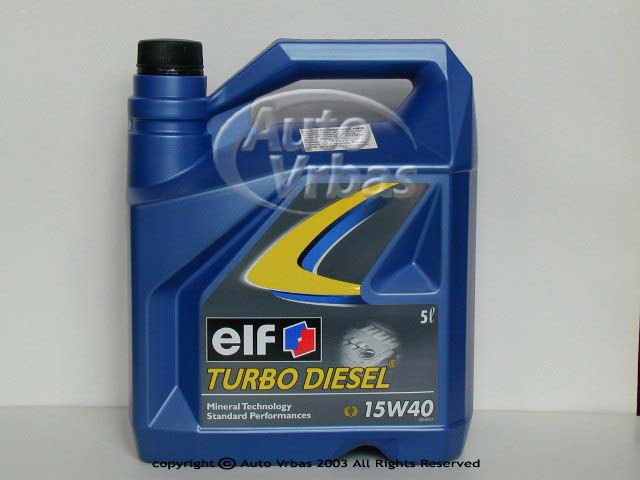 Auto
Vrbas
5l
elf
TURBO DIESEL®
Mineral Technology
Standard Performances
15W40
copyright © Auto Vrbas 2003 All Rights Reserved